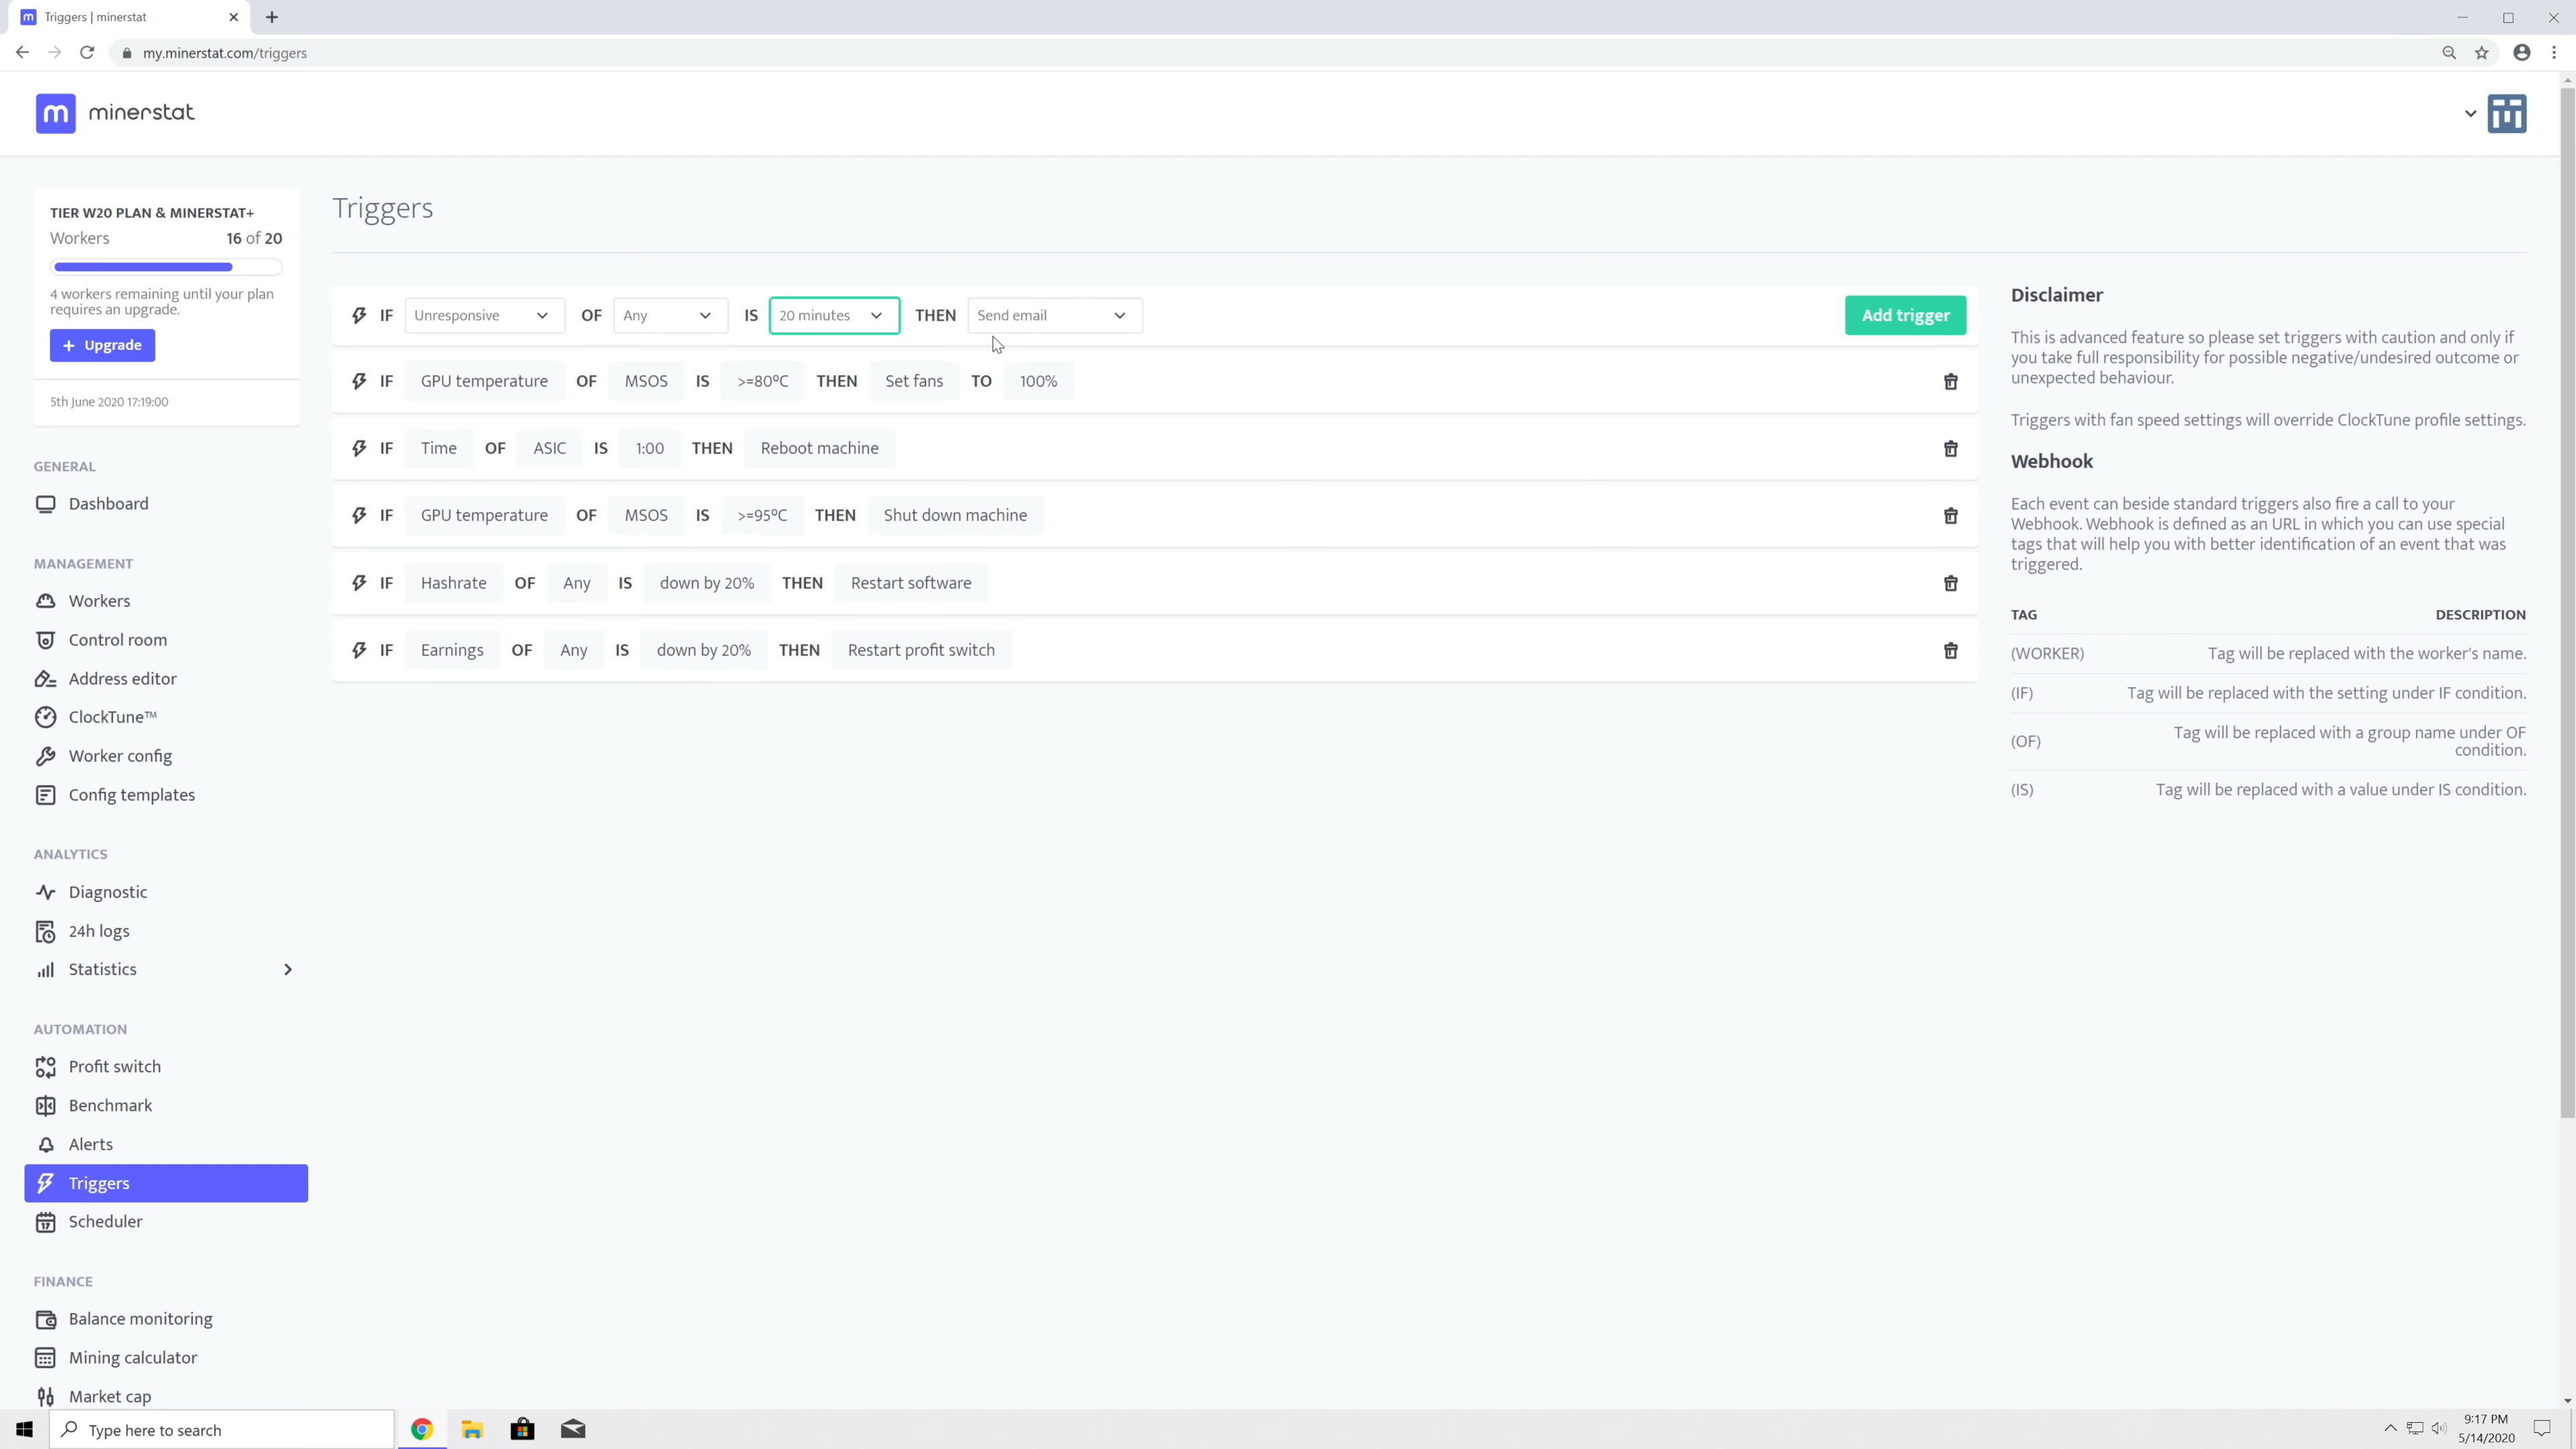 Triggers | minerstat
my.minerstat.com/triggers
m minerstat
TIER W20 PLAN & MINERSTAT+
Workers 16 of 20
4 workers remaining until your plan
requires an upgrade.
+ Upgrade
5th June 2020 17:19:00
GENERAL
Dashboard
MANAGEMENT
Workers
Control room
Address editor
ClockTune™
Worker config
Config templates
ANALYTICS
Diagnostic
24h logs
Statistics
AUTOMATION
Profit switch
Benchmark
Alerts
Triggers
Scheduler
FINANCE
Balance monitoring
Mining calculator
Market cap
Triggers
IF Unresponsive OF Any IS 20 minutes THEN Send email Add trigger
IF GPU temperature OF MSOS IS >=80ºC THEN Set fans TO 100%
IF Time OF ASIC IS 1:00 THEN Reboot machine
IF GPU temperature OF MSOS IS >=95ºC THEN Shut down machine
IF Hashrate OF Any IS down by 20% THEN Restart software
IF Earnings OF Any IS down by 20% THEN Restart profit switch
Disclaimer
This is advanced feature so please set triggers with caution and only if
you take full responsibility for possible negative/undesired outcome or
unexpected behaviour.
Triggers with fan speed settings will override ClockTune profile settings.
Webhook
Each event can beside standard triggers also fire a call to your
Webhook. Webhook is defined as an URL in which you can use special
tags that will help you with better identification of an event that was
triggered.
TAG DESCRIPTION
(WORKER) Tag will be replaced with the worker's name.
(IF) Tag will be replaced with the setting under IF condition.
(OF) Tag will be replaced with a group name under OF
condition.
(IS) Tag will be replaced with a value under IS condition.
Type here to search
9:17 PM
5/14/2020